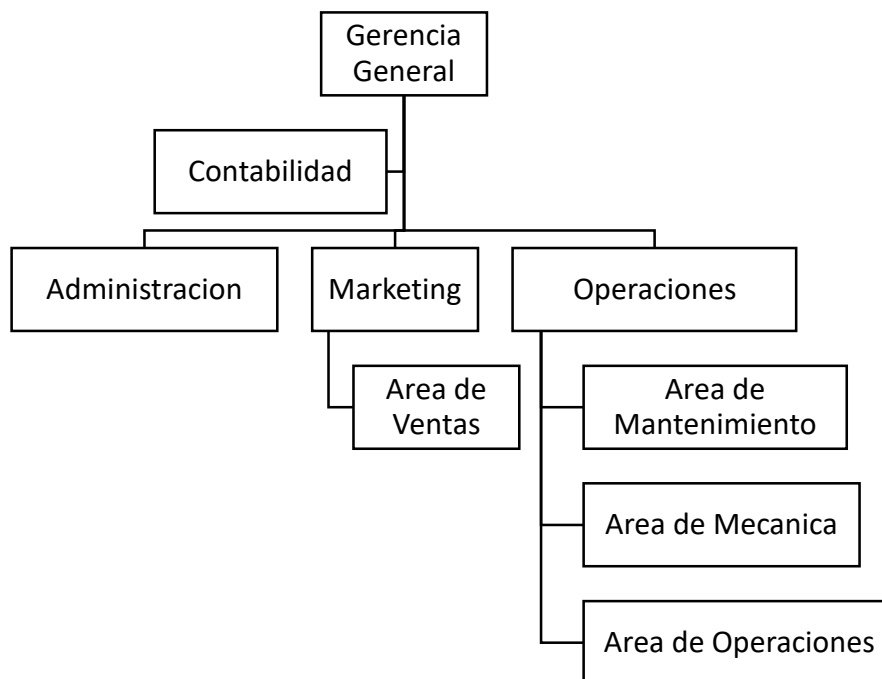 Gerencia
General
Contabilidad
Administracion
Marketing
Operaciones
Area de
Ventas
Area de
Mantenimiento
Area de Mecanica
Area de Operaciones